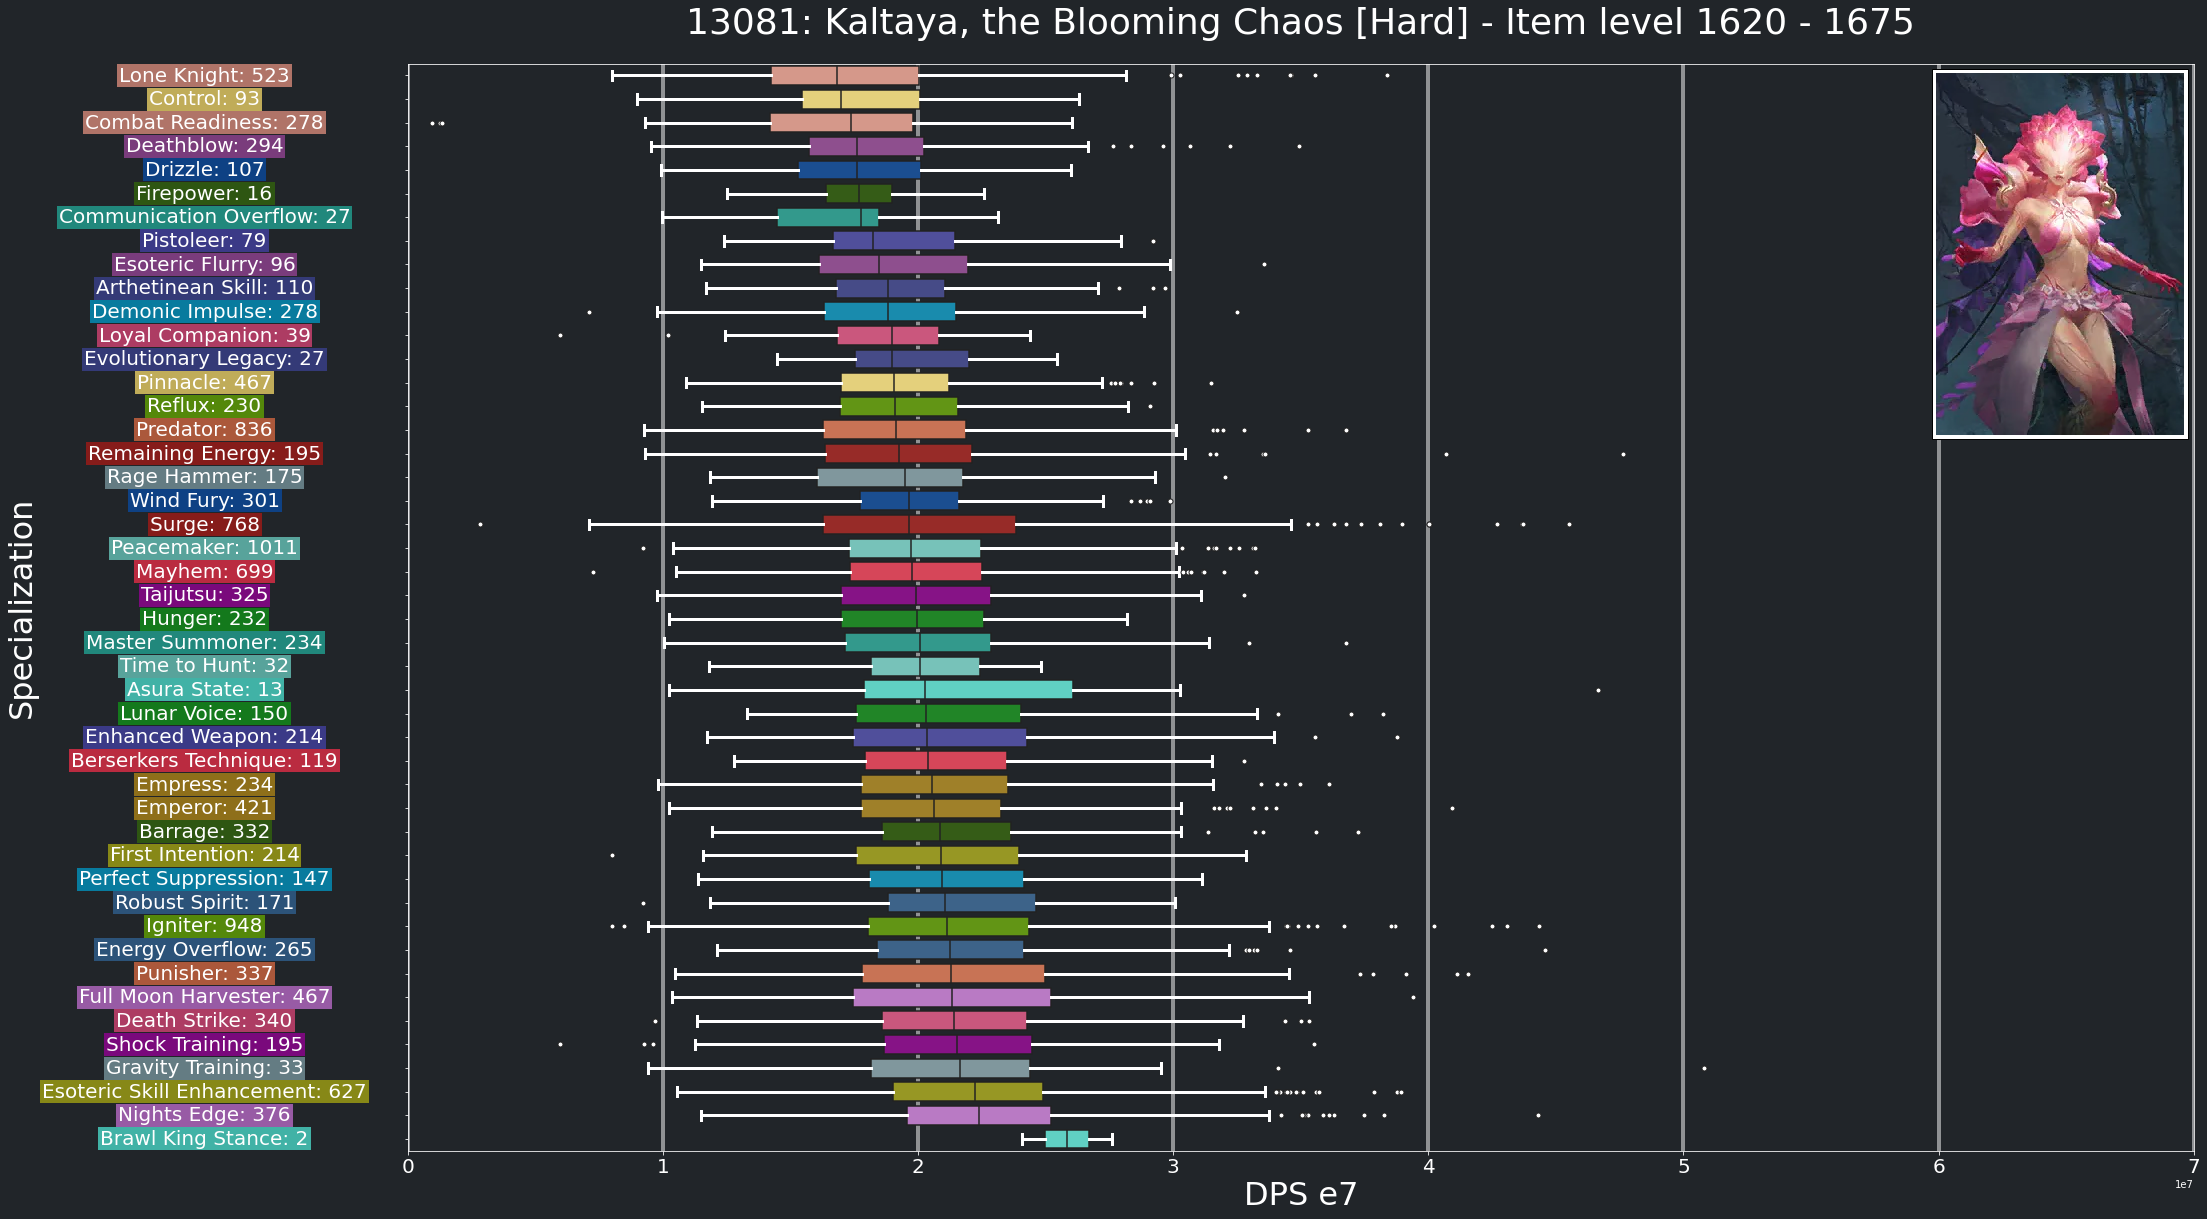 13081: Kaltaya, the Blooming Chaos [Hard] - Item level 1620 - 1675
Specialization
Lone Knight: 523
Control: 93
Combat Readiness: 278
Deathblow: 294
Drizzle: 107
Firepower: 16
Communication Overflow: 27
Pistoleer: 79
Esoteric Flurry: 96
Arthetinean Skill: 110
Demonic Impulse: 278
Loyal Companion: 39
Evolutionary Legacy: 27
Pinnacle: 467
Reflux: 230
Predator: 836
Remaining Energy: 195
Rage Hammer: 175
Wind Fury: 301
Surge: 768
Peacemaker: 1011
Mayhem: 699
Taijutsu: 325
Hunger: 232
Master Summoner: 234
Time to Hunt: 32
Asura State: 13
Lunar Voice: 150
Enhanced Weapon: 214
Berserkers Technique: 119
Empress: 234
Emperor: 421
Barrage: 332
First Intention: 214
Perfect Suppression: 147
Robust Spirit: 171
Igniter: 948
Energy Overflow: 265
Punisher: 337
Full Moon Harvester: 467
Death Strike: 340
Shock Training: 195
Gravity Training: 33
Esoteric Skill Enhancement: 627
Nights Edge: 376
Brawl King Stance: 2
0 1 2 3 4 5 6 7
1e7
DPS e7